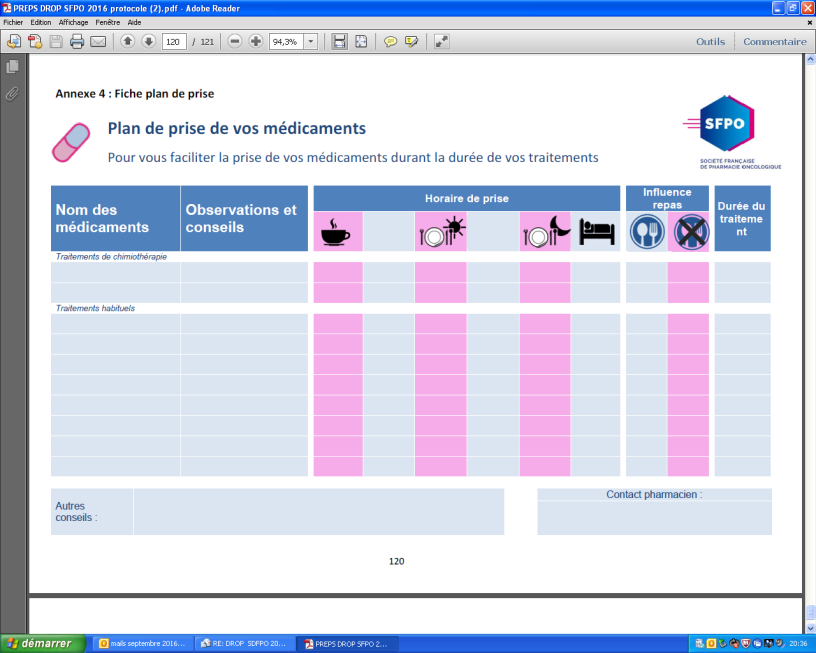 PREPS DROP SFPO 2016 protocole (2).pdf - Adobe Reader
Fichier Edition Affichage Fenêtre Aide
120 / 121 94,3% Outils Commentaire
Annexe 4 : Fiche plan de prise
Plan de prise de vos médicaments
Pour vous faciliter la prise de vos médicaments durant la durée de vos traitements
SFPO
SOCIÉTÉ FRANÇAISE
DE PHARMACIE ONCOLOGIQUE
Nom des
médicaments
Observations et
conseils
Horaire de prise
Influence
repas
Durée du
traiteme
nt
Traitements de chimiothérapie
Traitements habituels
Autres
conseils :
Contact pharmacien :
120
démarrer
mails septembre 2016...
RE: DROP SDFPO 20...
PREPS DROP SFPO 2...
20:36